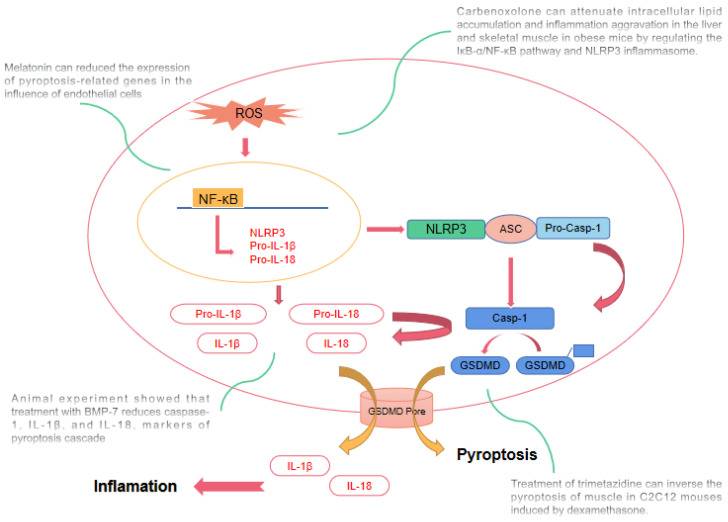 Carbenoxolone can attenuate intracellular lipid
accumulation and inflammation aggravation in the liver
and skeletal muscle in obese mice by regulating the
IκB-α/NF-κB pathway and NLRP3 inflammasome.
Melatonin can reduced the expression
of pyroptosis-related genes in the
influence of endothelial cells
ROS
NF-κB
NLRP3
Pro-IL-1β
Pro-IL-18
NLRP3
ASC
Pro-Casp-1
Pro-IL-1β
Pro-IL-18
Casp-1
IL-1β
IL-18
GSDMD
GSDMD
Animal experiment showed that
treatment with BMP-7 reduces caspase-
1, IL-1β, and IL-18, markers of
pyroptosis cascade
GSDMD Pore
Pyroptosis
IL-1β
IL-18
Inflamation
Treatment of trimetazidine can inverse the
pyroptosis of muscle in C2C12 mouses
induced by dexamethasone.